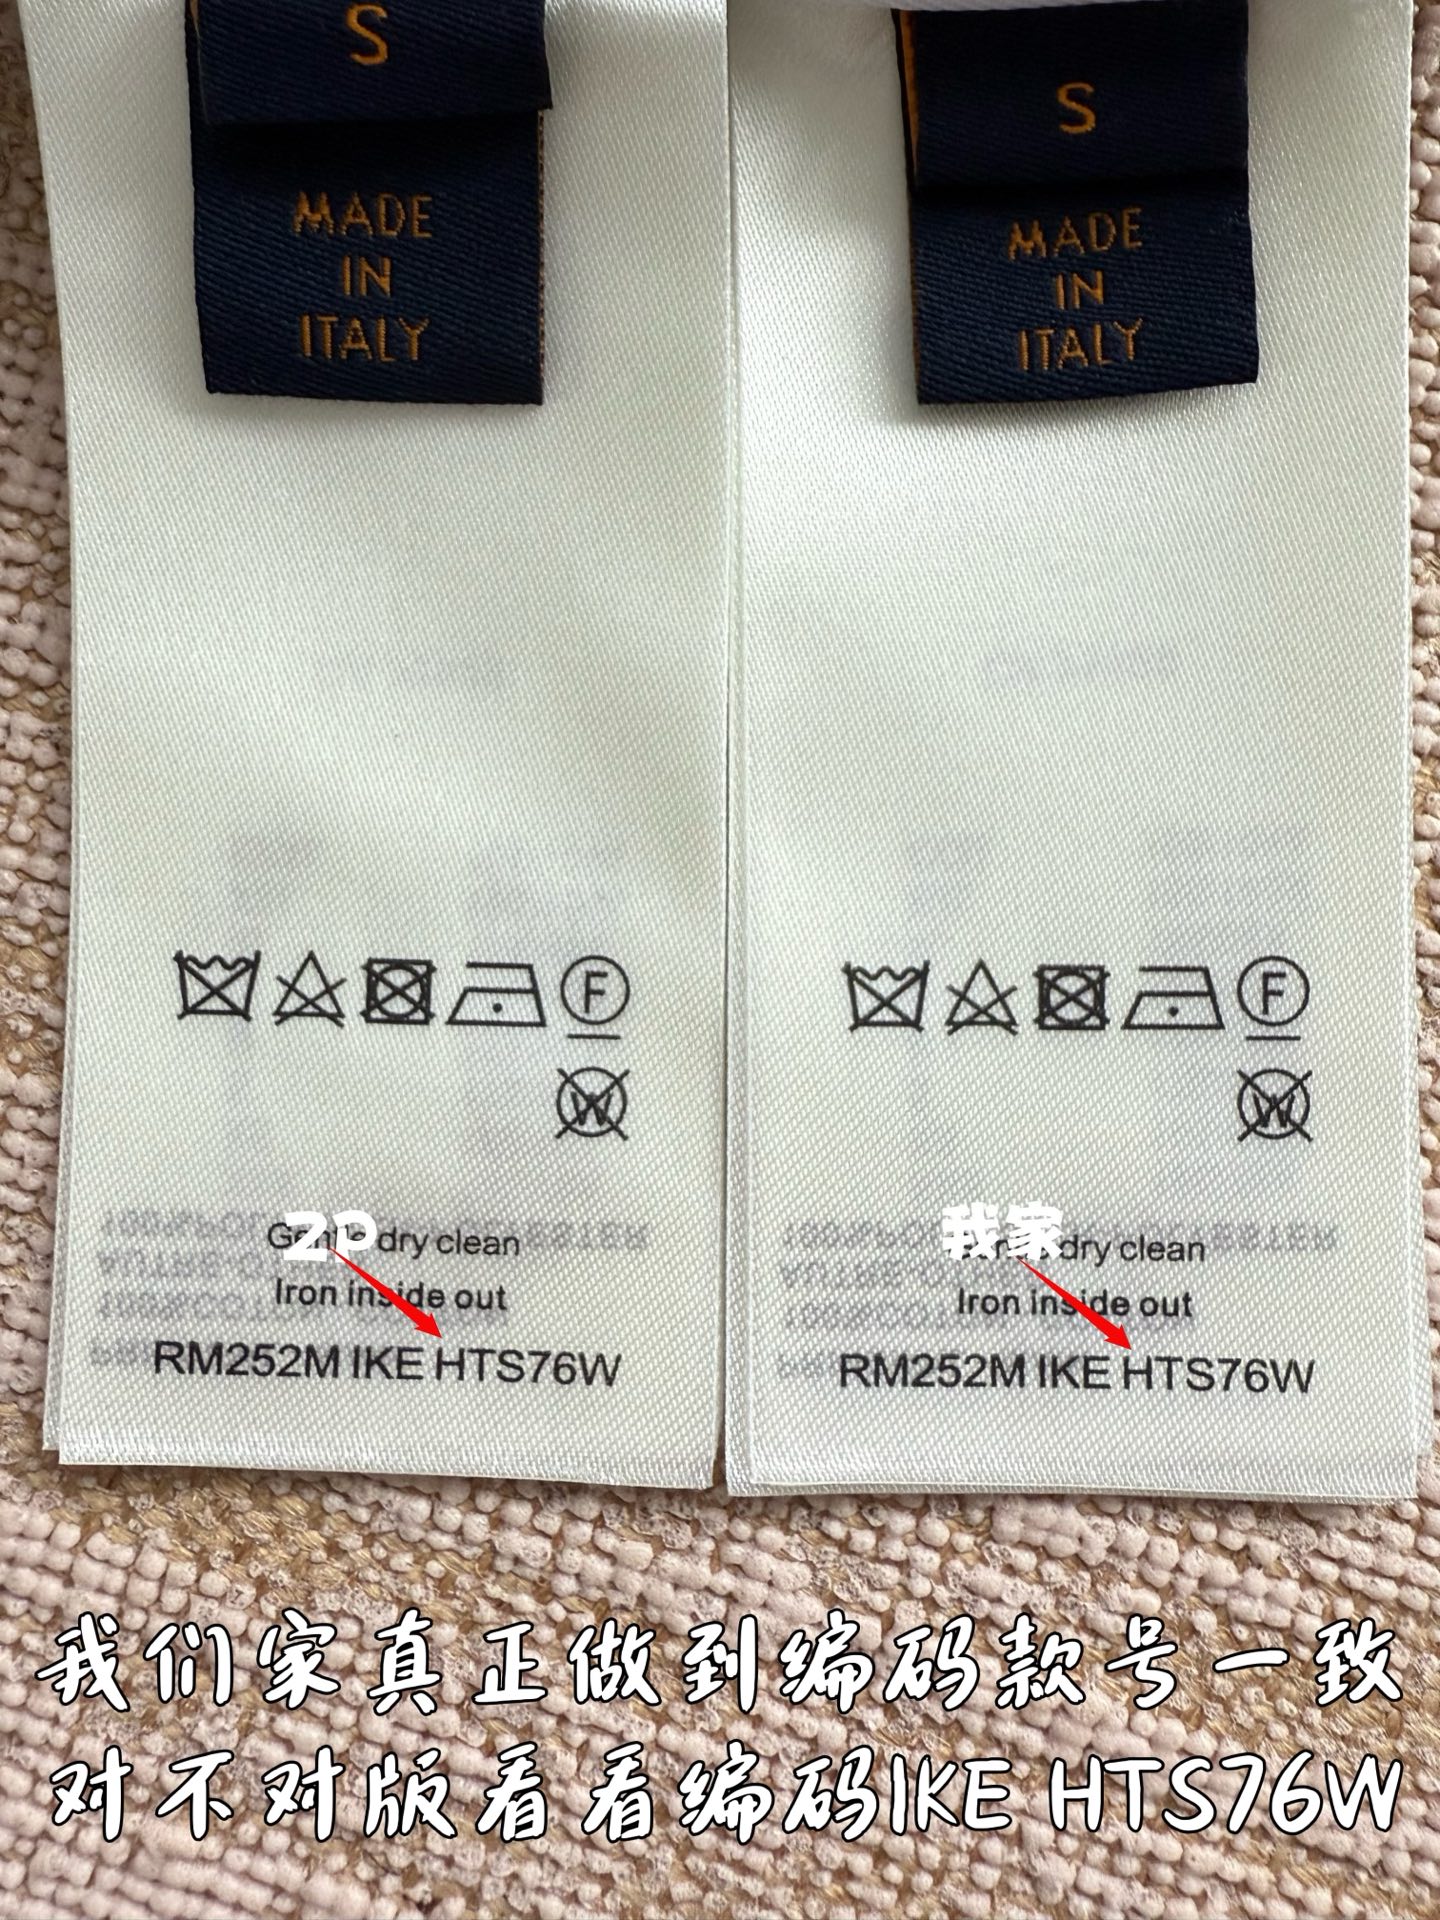 S
MADE
IN
ITALY
S
MADE
IN
ITALY
F
W
ZP
dry clean
Iron inside out
RM252M IKE HTS76W
F
W
我家
dry clean
Iron inside out
RM252M IKE HTS76W
我们家真正做到编码款号一致
对不对版看看编码IKE HTS76W